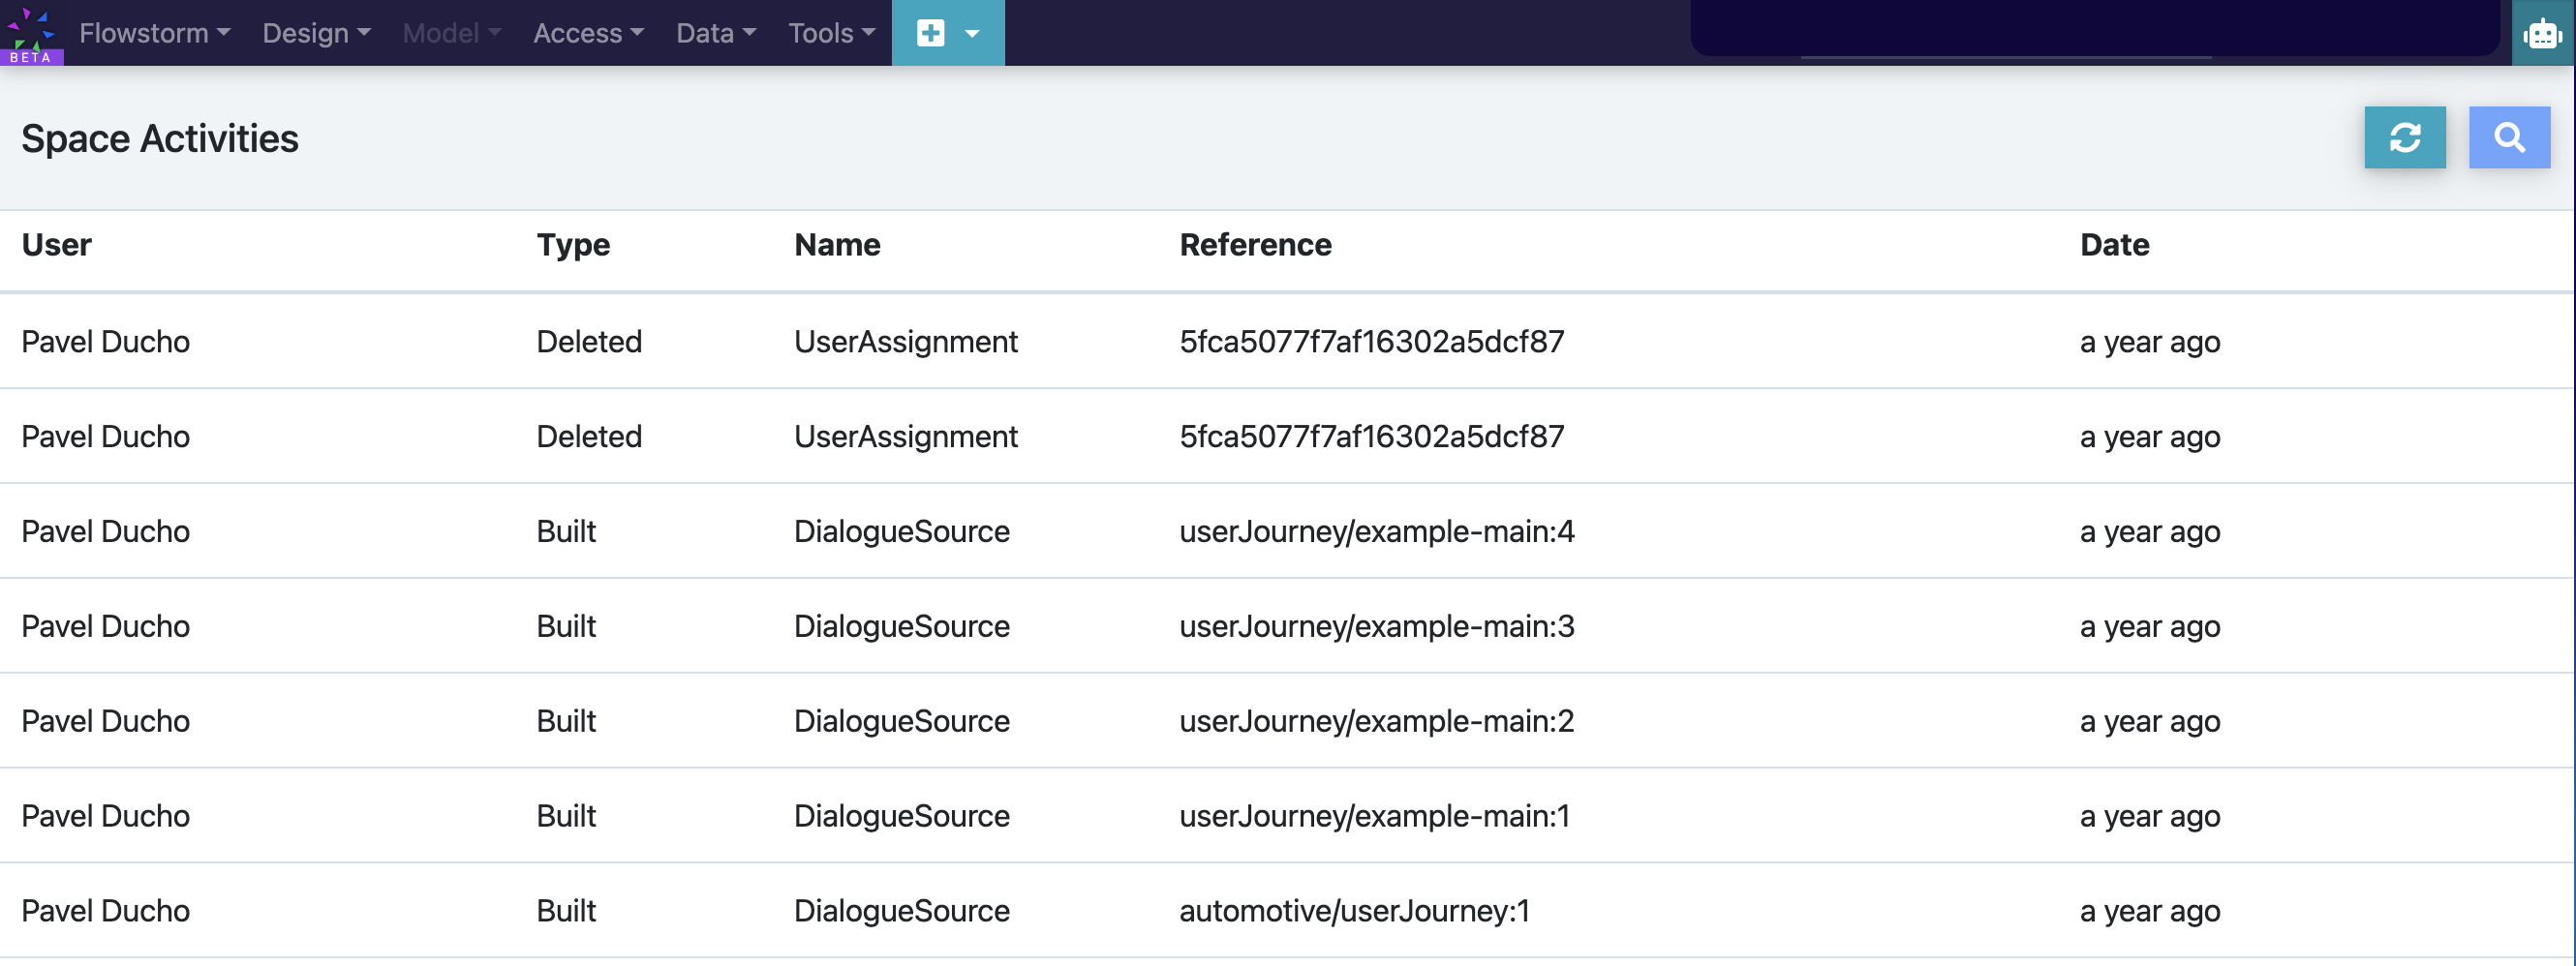 Flowstorm Design Model Access Data Tools
BETA
Space Activities
User Type Name Reference Date
Pavel Ducho Deleted UserAssignment 5fca5077f7af16302a5dcf87 a year ago
Pavel Ducho Deleted UserAssignment 5fca5077f7af16302a5dcf87 a year ago
Pavel Ducho Built DialogueSource userJourney/example-main:4 a year ago
Pavel Ducho Built DialogueSource userJourney/example-main:3 a year ago
Pavel Ducho Built DialogueSource userJourney/example-main:2 a year ago
Pavel Ducho Built DialogueSource userJourney/example-main:1 a year ago
Pavel Ducho Built DialogueSource automotive/userJourney:1 a year ago